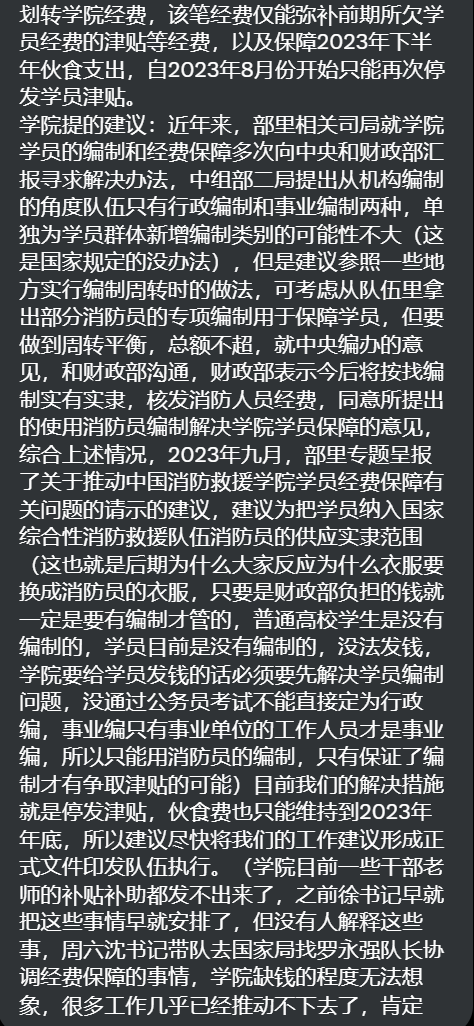 划转学院经费，该笔经费仅能弥补前期所欠学
员经费的津贴等经费，以及保障2023年下半
年伙食支出，自2023年8月份开始只能再次停
发学员津贴。
学院提的建议：近年来，部里相关司局就学院
学员的编制和经费保障多次向中央和财政部汇
报寻求解决办法，中组部二局提出从机构编制
的角度队伍只有行政编制和事业编制两种，单
独为学员群体新增编制类别的可能性不大（这
是国家规定的没办法），但是建议参照一些地
方实行编制周转时的做法，可考虑从队伍里拿
出部分消防员的专项编制用于保障学员，但要
做到周转平衡，总额不超，就中央编办的意
见，和财政部沟通，财政部表示今后将按找编
制实有实隶，核发消防人员经费，同意所提出
的使用消防员编制解决学院学员保障的意见，
综合上述情况，2023年九月，部里专题呈报
了关于推动中国消防救援学院学员经费保障有
关问题的请示的建议，建议为把学员纳入国家
综合性消防救援队伍消防员的供应实隶范围
（这也就是后期为什么大家反应为什么衣服要
换成消防员的衣服，只要是财政部负担的钱就
一定是要有编制才管的，普通高校学生是没有
编制的，学员目前是没有编制的，没法发钱，
学院要给学员发钱的话必须要先解决学员编制
问题，没通过公务员考试不能直接定为行政
编，事业编只有事业单位的工作人员才是事业
编，所以只能用消防员的编制，只有保证了编
制才有争取津贴的可能）目前我们的解决措施
就是停发津贴，伙食费也只能维持到2023年
年底，所以建议尽快将我们的工作建议形成正
式文件印发队伍执行。（学院目前一些干部老
师的补贴补助都发不出来了，之前徐书记早就
把这些事情早就安排了，但没有人解释这些
事，周六沈书记带队去国家局找罗永强队长协
调经费保障的事情，学院缺钱的程度无法想
象，很多工作几乎已经推动不下去了，肯定